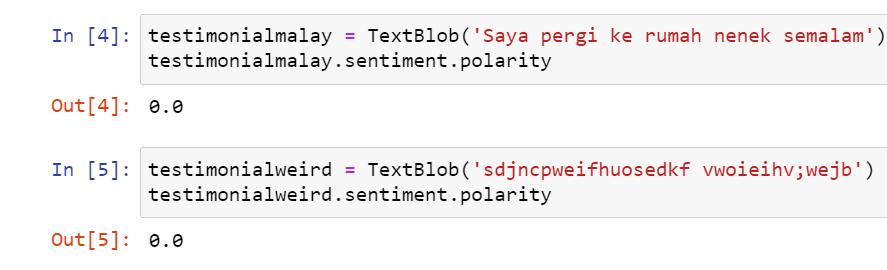 In [4]: testimonialmalay = TextBlob('Saya pergi ke rumah nenek semalam')
testimonialmalay.sentiment.polarity
Out[4]: 0.0
In [5]: testimonialweird = TextBlob('sdjncpweifhuosedkf vwoieihv;wejb')
testimonialweird.sentiment.polarity
Out[5]: 0.0